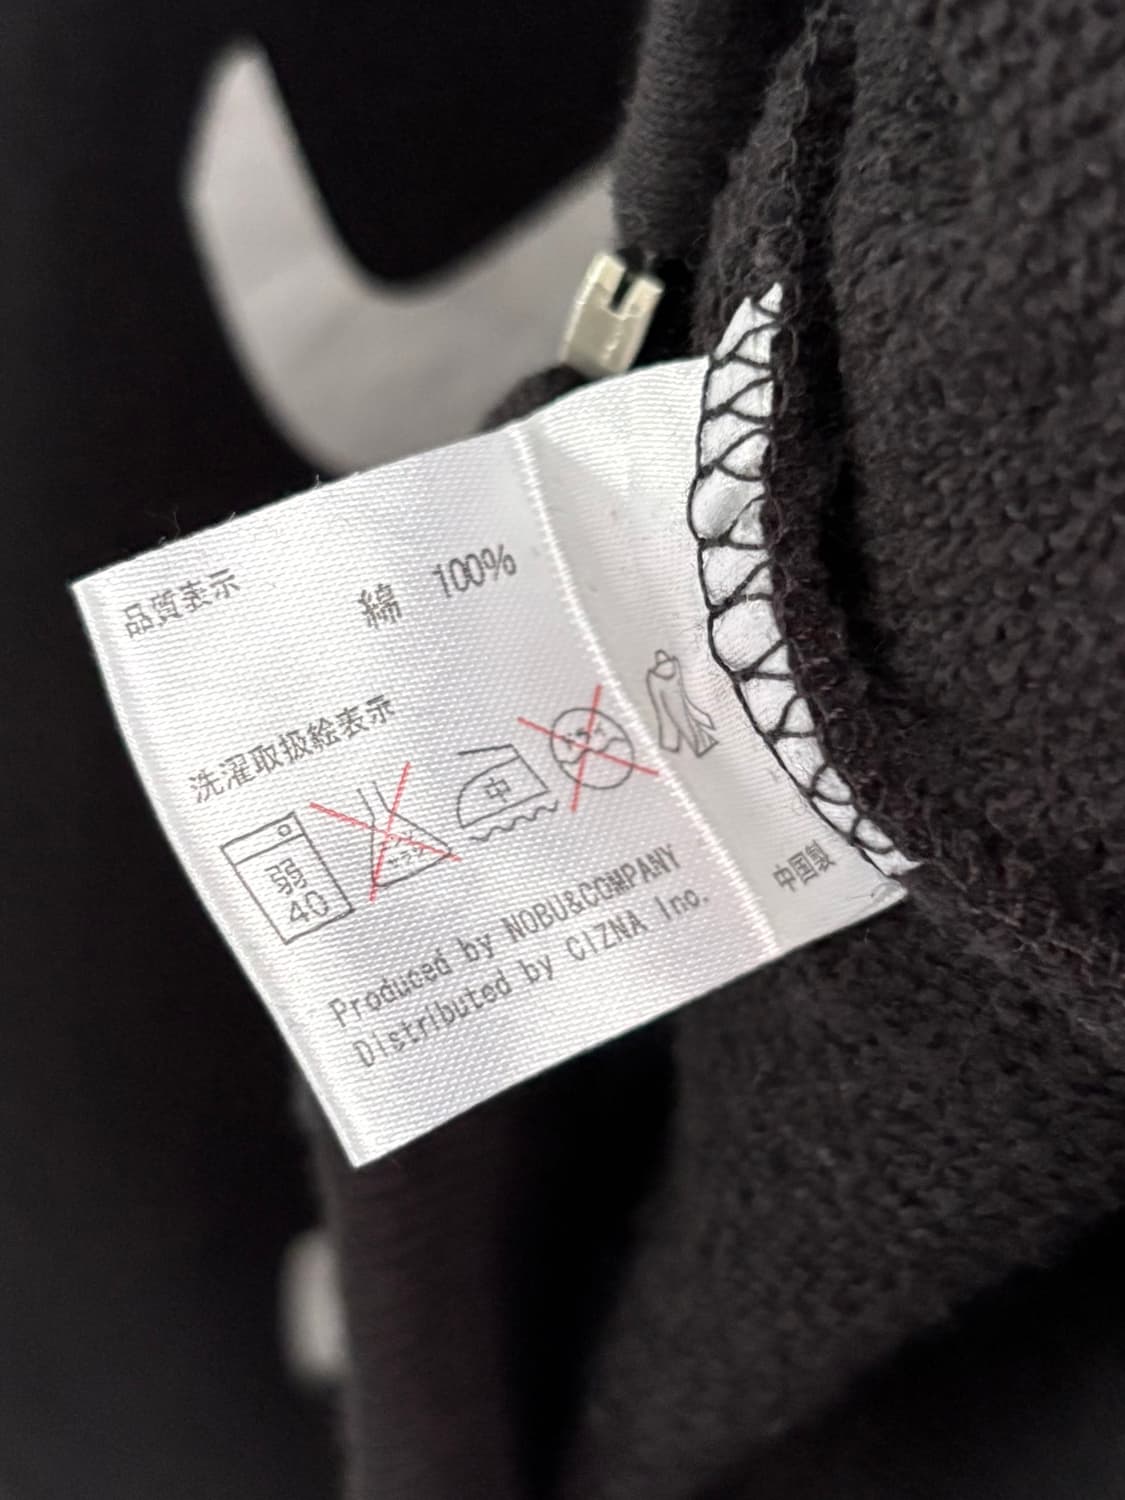 品質表示
綿 100%
洗濯取扱絵表示
弱
40
中
Produced by NOBU&COMPANY
Distributed by CIZNA Inc.
中国製